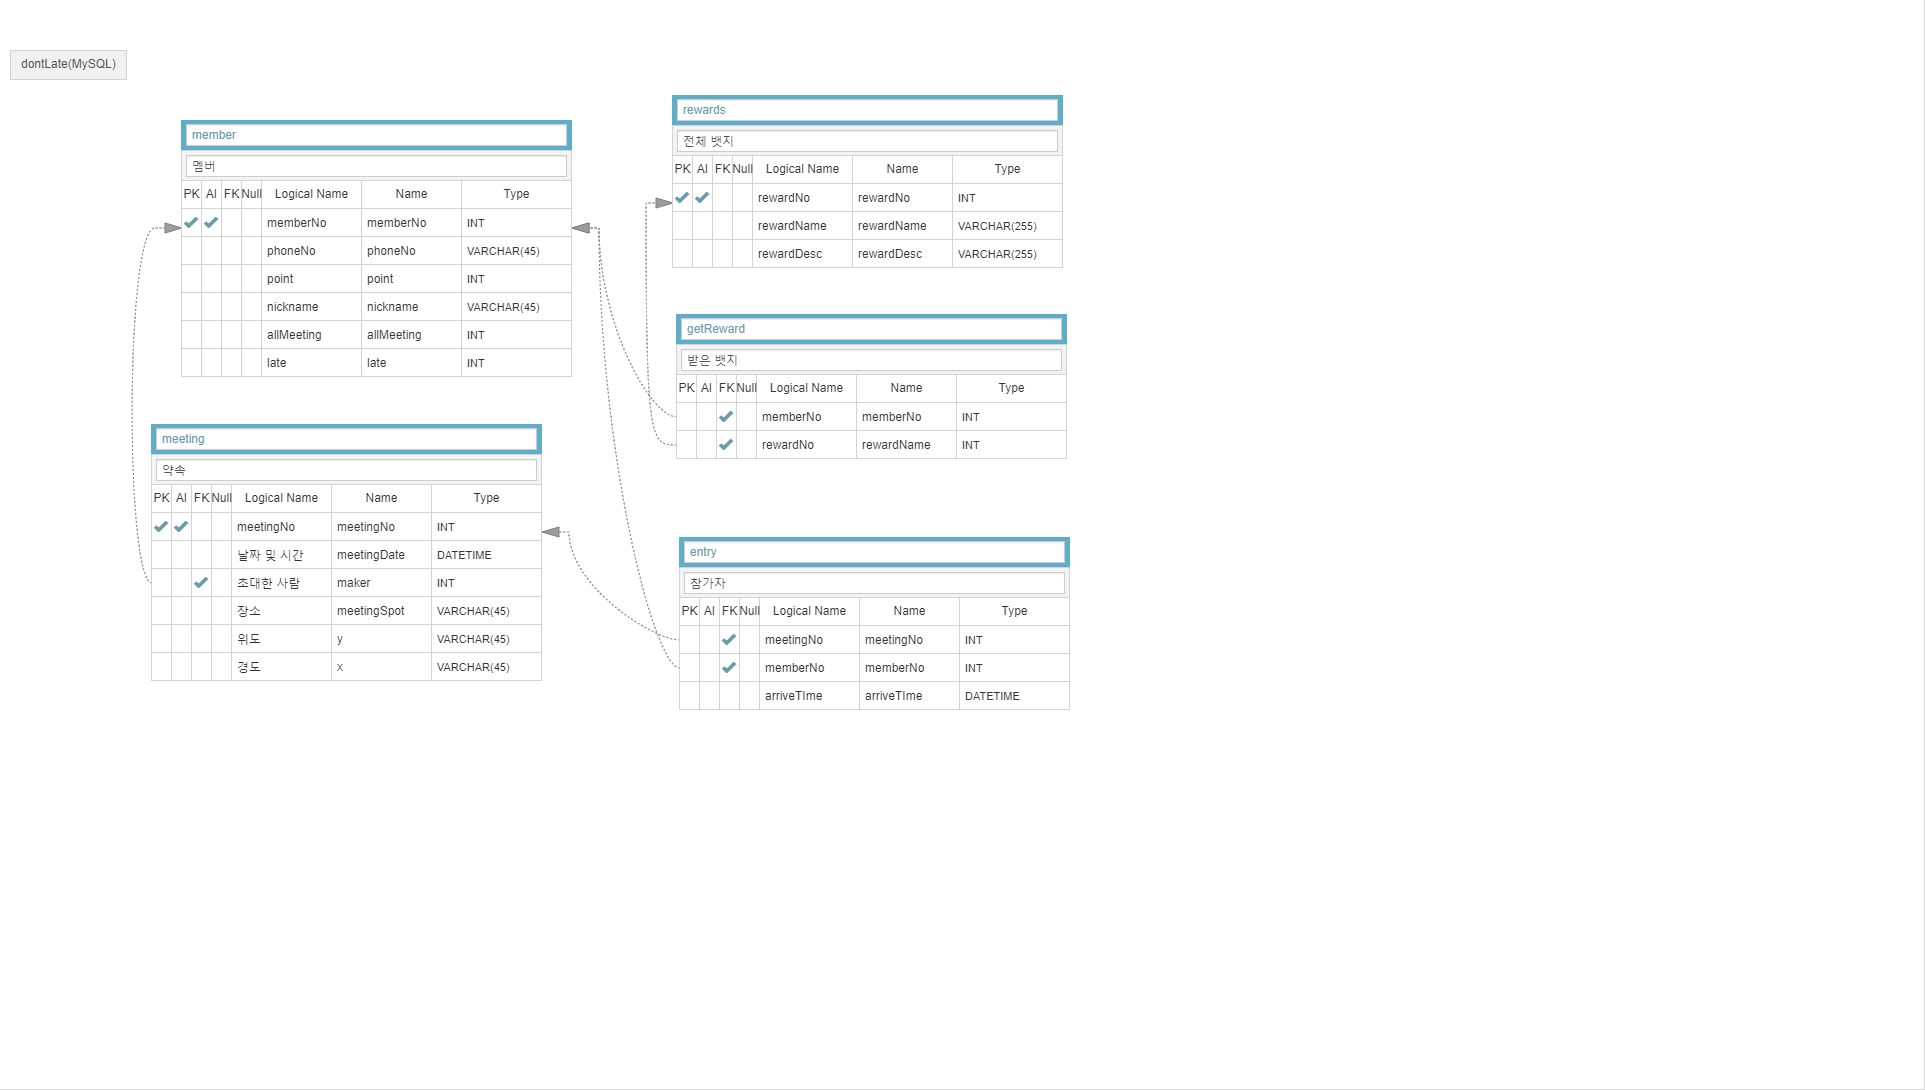 dontLate(MySQL)
member
멤버
PK AI FK Null Logical Name Name Type
memberNo memberNo INT
phoneNo phoneNo VARCHAR(45)
point point INT
nickname nickname VARCHAR(45)
allMeeting allMeeting INT
late late INT
meeting
약속
PK AI FK Null Logical Name Name Type
meetingNo meetingNo INT
날짜 및 시간 meetingDate DATETIME
초대한 사람 maker INT
장소 meetingSpot VARCHAR(45)
위도 y VARCHAR(45)
경도 x VARCHAR(45)
rewards
전체 뱃지
PK AI FK Null Logical Name Name Type
rewardNo rewardNo INT
rewardName rewardName VARCHAR(255)
rewardDesc rewardDesc VARCHAR(255)
getReward
받은 뱃지
PK AI FK Null Logical Name Name Type
memberNo memberNo INT
rewardNo rewardName INT
entry
참가자
PK AI FK Null Logical Name Name Type
meetingNo meetingNo INT
memberNo memberNo INT
arriveTIme arriveTIme DATETIME